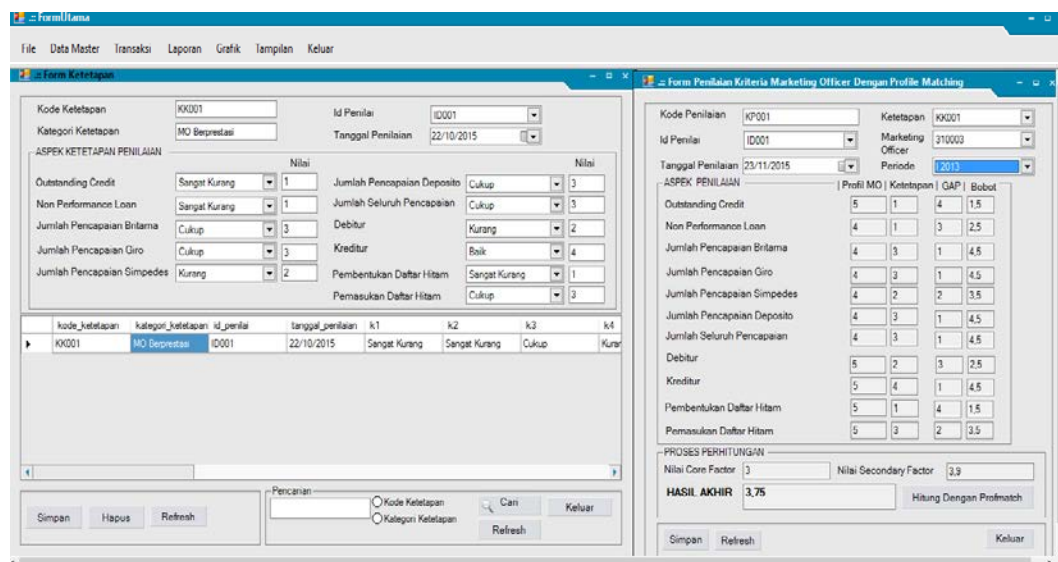 .:: FormUtama
File Data Master Transaksi Laporan Grafik Tampilan Keluar
.:: Form Ketetapan
Kode Ketetapan KK001 Id Penilai ID001
Kategori Ketetapan MO Berprestasi Tanggal Penilaian 22/10/2015
ASPEK KETETAPAN PENILAIAN
Nilai Nilai
Outstanding Credit Sangat Kurang 1 Jumlah Pencapaian Deposito Cukup 3
Non Performance Loan Sangat Kurang 1 Jumlah Seluruh Pencapaian Cukup 3
Jumlah Pencapaian Britama Cukup 3 Debitur Kurang 2
Jumlah Pencapaian Giro Cukup 3 Kreditur Baik 4
Jumlah Pencapaian Simpedes Kurang 2 Pembentukan Daftar Hitam Sangat Kurang 1
Pemasukan Daftar Hitam Cukup 3
kode_ketetapan kategori_ketetapan id_penilai tanggal_penilaian k1 k2 k3 k4
KK001 MO Berprestasi ID001 22/10/2015 Sangat Kurang Sangat Kurang Cukup Kurar
Pencarian
Simpan Hapus Refresh Kode Ketetapan Kategori Ketetapan Cari Refresh Keluar
.:: Form Penilaian Kriteria Marketing Officer Dengan Profile Matching
Kode Penilaian KP001 Ketetapan KK001
Id Penilai ID001 Marketing Officer 310003
Tanggal Penilaian 23/11/2015 Periode I 2013
ASPEK PENILAIAN | Profil MO | Ketetapan | GAP | Bobot
Outstanding Credit 5 1 4 1,5
Non Performance Loan 4 1 3 2,5
Jumlah Pencapaian Britama 4 3 1 4,5
Jumlah Pencapaian Giro 4 3 1 4,5
Jumlah Pencapaian Simpedes 4 2 2 3,5
Jumlah Pencapaian Deposito 4 3 1 4,5
Jumlah Seluruh Pencapaian 4 3 1 4,5
Debitur 5 2 3 2,5
Kreditur 5 4 1 4,5
Pembentukan Daftar Hitam 5 1 4 1,5
Pemasukan Daftar Hitam 5 3 2 3,5
PROSES PERHITUNGAN
Nilai Core Factor 3 Nilai Secondary Factor 3,9
HASIL AKHIR 3,75 Hitung Dengan Profmatch
Simpan Refresh Keluar